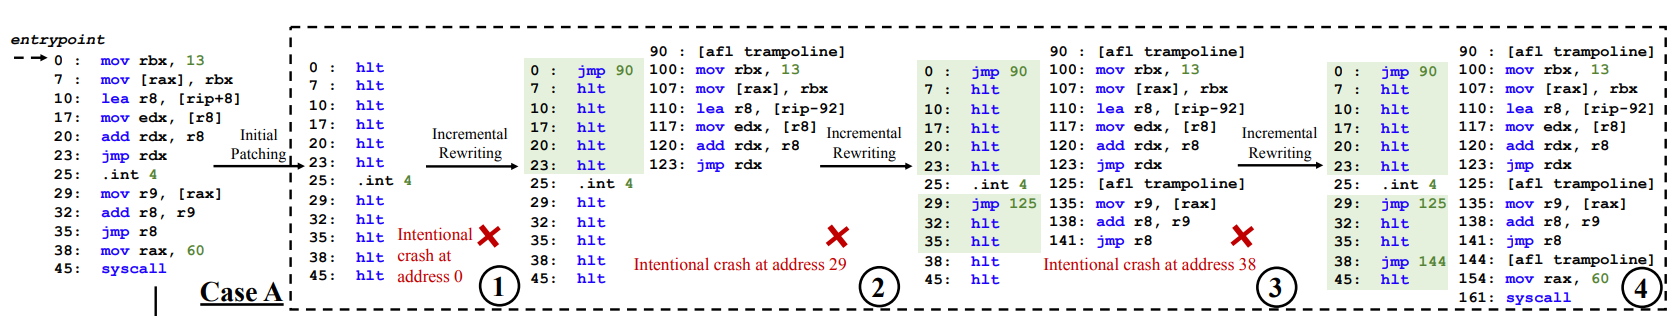 entrypoint
0 : mov rbx, 13
7 : mov [rax], rbx
10: lea r8, [rip+8]
17: mov edx, [r8]
20: add rdx, r8
23: jmp rdx
25: .int 4
29: mov r9, [rax]
32: add r8, r9
35: jmp r8
38: mov rax, 60
45: syscall
Case A
Initial
Patching
0 : hlt
7 : hlt
10: hlt
17: hlt
20: hlt
23: hlt
25: .int 4
29: hlt
32: hlt
35: hlt
38: hlt
45: hlt
Intentional
crash at
address 0
1
Incremental
Rewriting
0 : jmp 90
7 : hlt
10: hlt
17: hlt
20: hlt
23: hlt
25: .int 4
29: hlt
32: hlt
35: hlt
38: hlt
45: hlt
90 : [afl trampoline]
100: mov rbx, 13
107: mov [rax], rbx
110: lea r8, [rip-92]
117: mov edx, [r8]
120: add rdx, r8
123: jmp rdx
Intentional crash at address 29
2
Incremental
Rewriting
0 : jmp 90
7 : hlt
10: hlt
17: hlt
20: hlt
23: hlt
25: .int 4
29: jmp 125
32: hlt
35: hlt
38: hlt
45: hlt
90 : [afl trampoline]
100: mov rbx, 13
107: mov [rax], rbx
110: lea r8, [rip-92]
117: mov edx, [r8]
120: add rdx, r8
123: jmp rdx
125: [afl trampoline]
135: mov r9, [rax]
138: add r8, r9
141: jmp r8
Intentional crash at address 38
3
Incremental
Rewriting
0 : jmp 90
7 : hlt
10: hlt
17: hlt
20: hlt
23: hlt
25: .int 4
29: jmp 125
32: hlt
35: hlt
38: jmp 144
45: hlt
90 : [afl trampoline]
100: mov rbx, 13
107: mov [rax], rbx
110: lea r8, [rip-92]
117: mov edx, [r8]
120: add rdx, r8
123: jmp rdx
125: [afl trampoline]
135: mov r9, [rax]
138: add r8, r9
141: jmp r8
144: [afl trampoline]
154: mov rax, 60
161: syscall
4